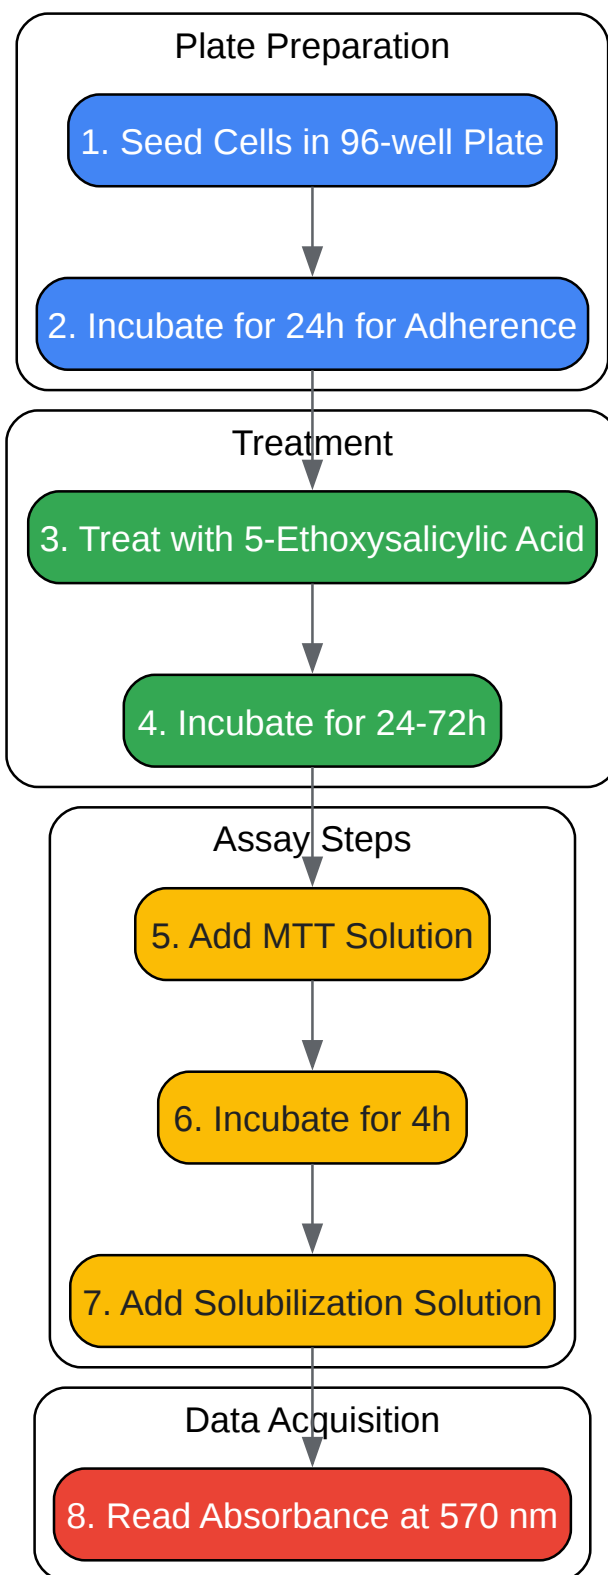 Plate Preparation
1. Seed Cells in 96-well Plate
2. Incubate for 24h for Adherence
Treatment
3. Treat with 5-Ethoxysalicylic Acid
4. Incubate for 24-72h
Assay Steps
5. Add MTT Solution
6. Incubate for 4h
7. Add Solubilization Solution
Data Acquisition
8. Read Absorbance at 570 nm